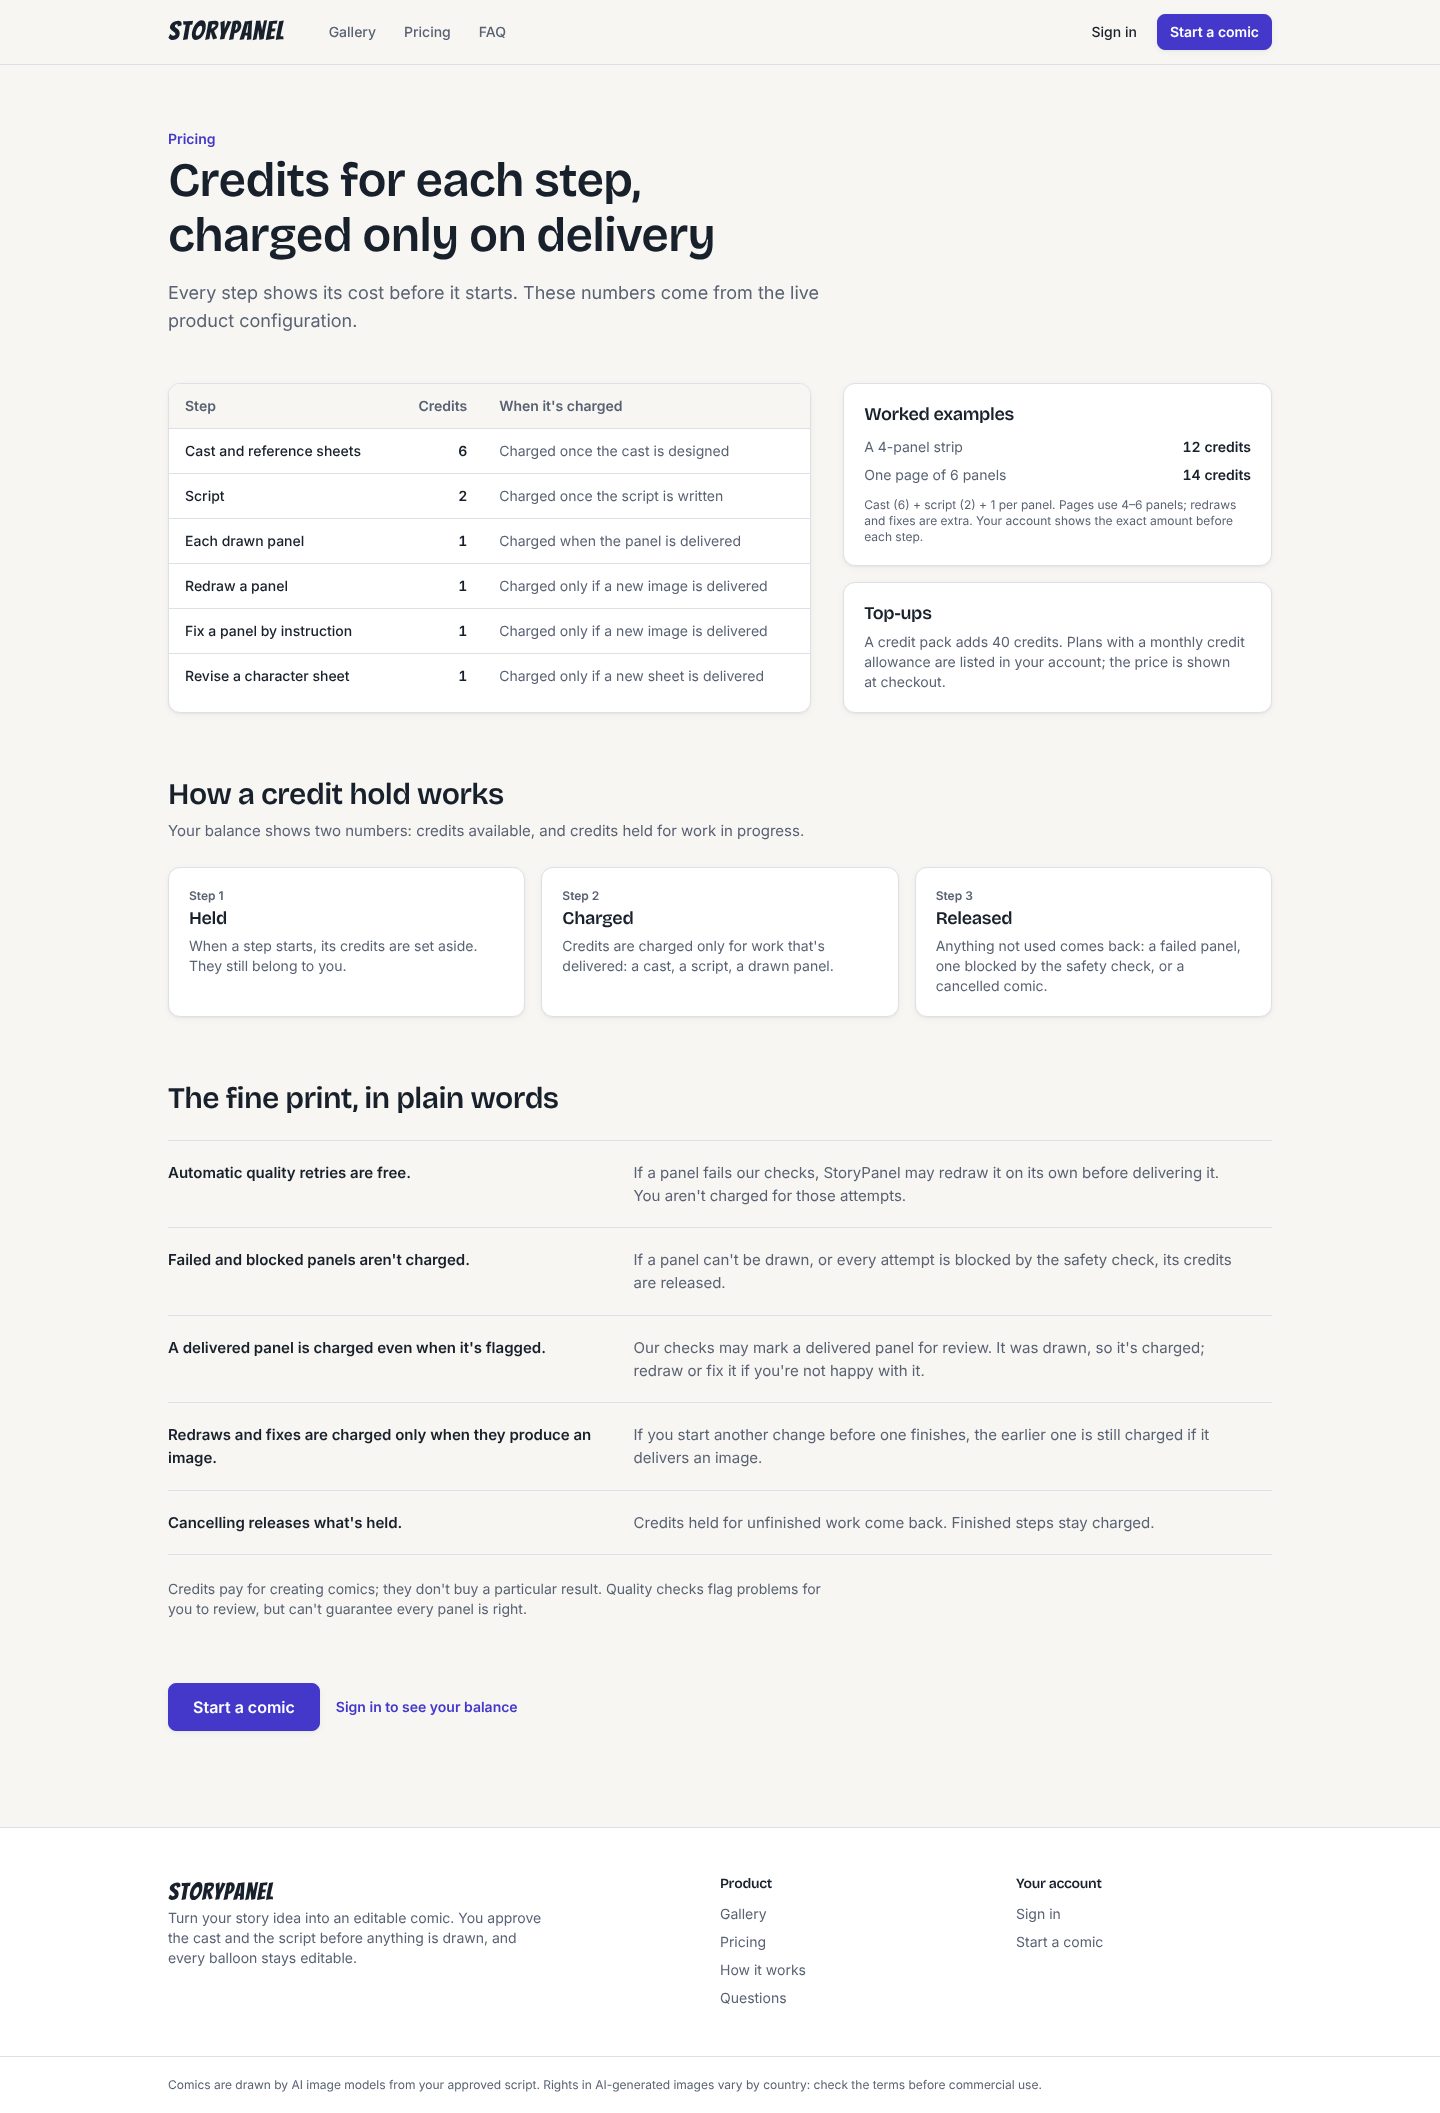 STORYPANEL
Gallery
Pricing
FAQ
Sign in
Start a comic
Pricing
Credits for each step,
charged only on delivery
Every step shows its cost before it starts. These numbers come from the live
product configuration.
Step Credits When it's charged
Cast and reference sheets 6 Charged once the cast is designed
Script 2 Charged once the script is written
Each drawn panel 1 Charged when the panel is delivered
Redraw a panel 1 Charged only if a new image is delivered
Fix a panel by instruction 1 Charged only if a new image is delivered
Revise a character sheet 1 Charged only if a new sheet is delivered
Worked examples
A 4-panel strip 12 credits
One page of 6 panels 14 credits
Cast (6) + script (2) + 1 per panel. Pages use 4–6 panels; redraws
and fixes are extra. Your account shows the exact amount before
each step.
Top-ups
A credit pack adds 40 credits. Plans with a monthly credit
allowance are listed in your account; the price is shown
at checkout.
How a credit hold works
Your balance shows two numbers: credits available, and credits held for work in progress.
Step 1
Held
When a step starts, its credits are set aside.
They still belong to you.
Step 2
Charged
Credits are charged only for work that's
delivered: a cast, a script, a drawn panel.
Step 3
Released
Anything not used comes back: a failed panel,
one blocked by the safety check, or a
cancelled comic.
The fine print, in plain words
Automatic quality retries are free.
If a panel fails our checks, StoryPanel may redraw it on its own before delivering it.
You aren't charged for those attempts.
Failed and blocked panels aren't charged.
If a panel can't be drawn, or every attempt is blocked by the safety check, its credits
are released.
A delivered panel is charged even when it's flagged.
Our checks may mark a delivered panel for review. It was drawn, so it's charged;
redraw or fix it if you're not happy with it.
Redraws and fixes are charged only when they produce an
image.
If you start another change before one finishes, the earlier one is still charged if it
delivers an image.
Cancelling releases what's held.
Credits held for unfinished work come back. Finished steps stay charged.
Credits pay for creating comics; they don't buy a particular result. Quality checks flag problems for
you to review, but can't guarantee every panel is right.
Start a comic
Sign in to see your balance
STORYPANEL
Turn your story idea into an editable comic. You approve
the cast and the script before anything is drawn, and
every balloon stays editable.
Product
Gallery
Pricing
How it works
Questions
Your account
Sign in
Start a comic
Comics are drawn by AI image models from your approved script. Rights in AI-generated images vary by country: check the terms before commercial use.